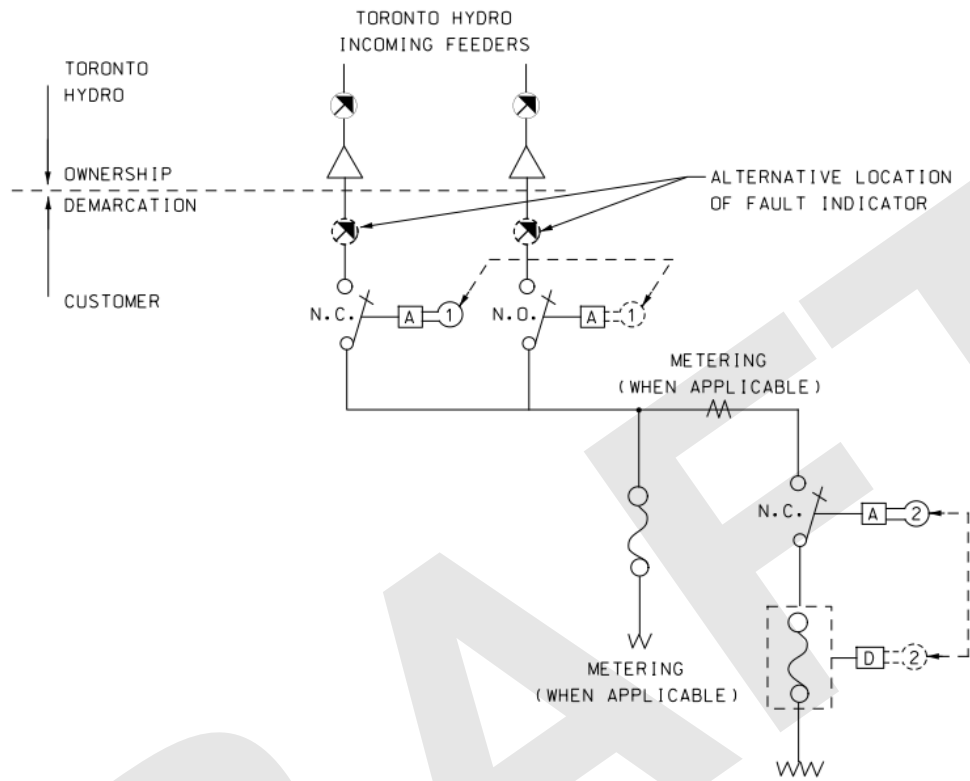 TORONTO HYDRO
INCOMING FEEDERS
TORONTO
HYDRO
OWNERSHIP
DEMARCATION
ALTERNATIVE LOCATION
OF FAULT INDICATOR
CUSTOMER
N.C.
A
1
N.O.
A
1
METERING
(WHEN APPLICABLE)
N.C.
A
2
D
2
METERING
(WHEN APPLICABLE)
DRAFT